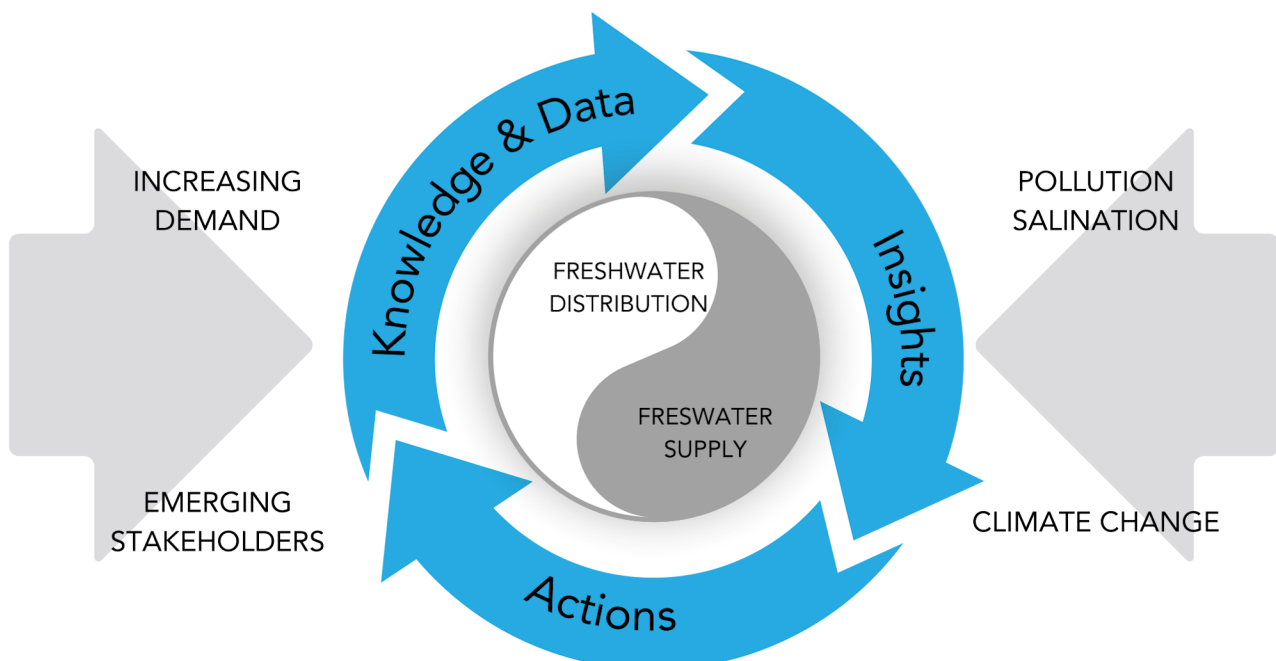 Knowledge & Data
Insights
Actions
INCREASING
DEMAND
EMERGING
STAKEHOLDERS
FRESHWATER
DISTRIBUTION
FRESWATER
SUPPLY
POLLUTION
SALINATION
CLIMATE CHANGE